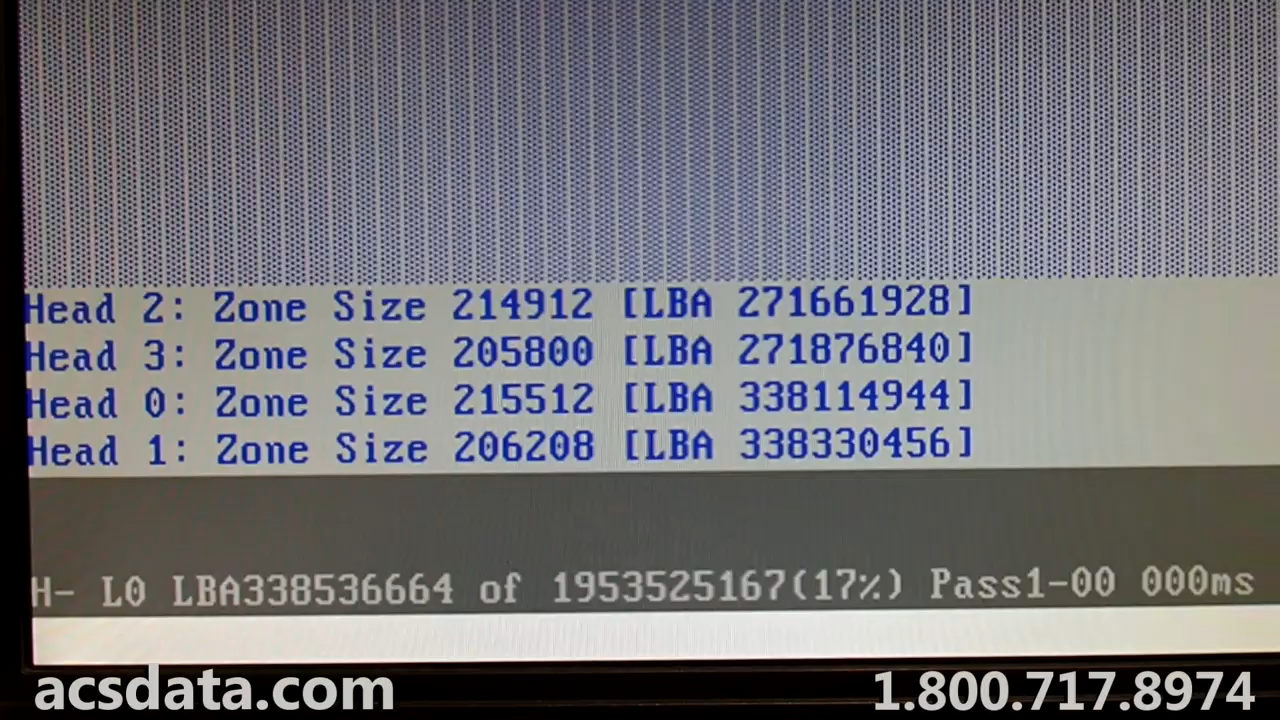 Head 2: Zone Size 214912 [LBA 271661928]
Head 3: Zone Size 205800 [LBA 271876840]
Head 0: Zone Size 215512 [LBA 338114944]
Head 1: Zone Size 206208 [LBA 338330456]
H- L0 LBA338536664 of 1953525167(17%) Pass1-00 000ms
acsdata.com 1.800.717.8974